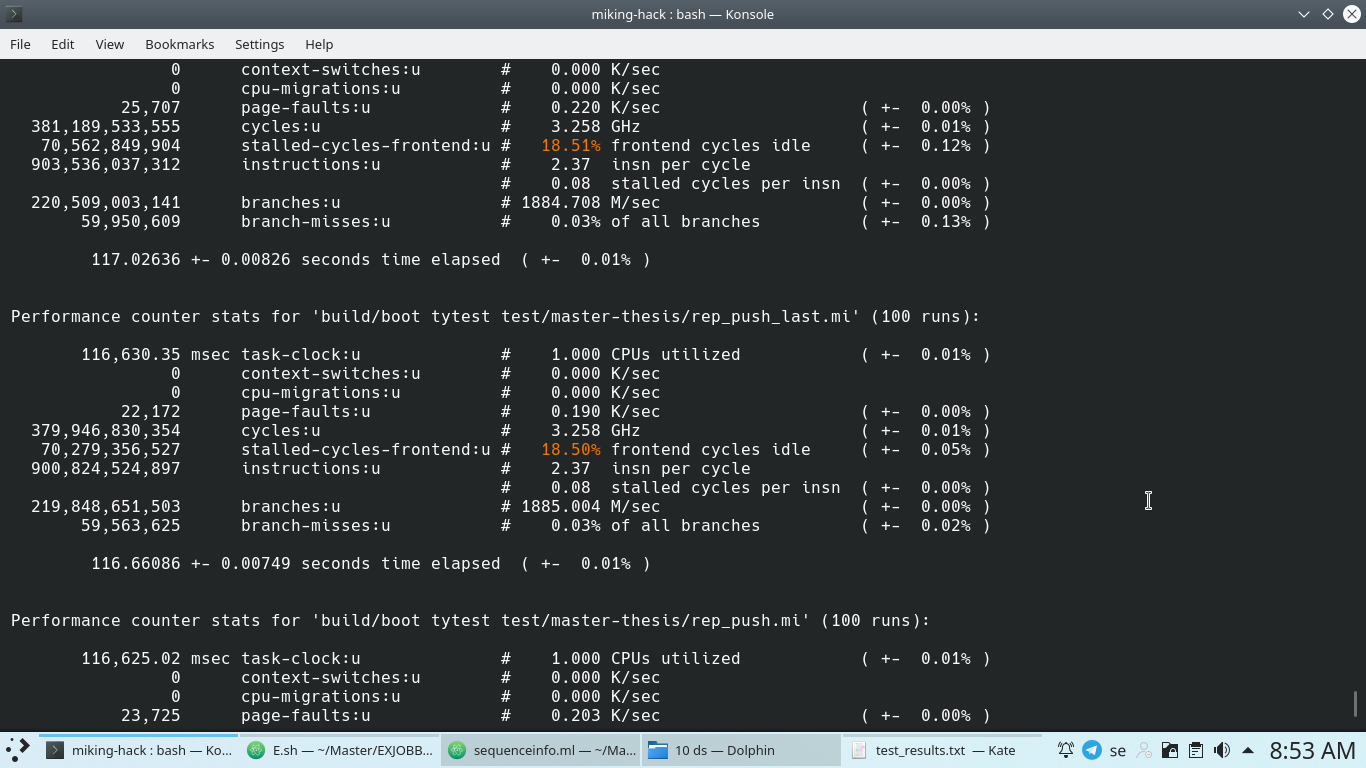 miking-hack : bash — Konsole
File Edit View Bookmarks Settings Help
0 context-switches:u # 0.000 K/sec
0 cpu-migrations:u # 0.000 K/sec
25,707 page-faults:u # 0.220 K/sec ( +- 0.00% )
381,189,533,555 cycles:u # 3.258 GHz ( +- 0.01% )
70,562,849,904 stalled-cycles-frontend:u # 18.51% frontend cycles idle ( +- 0.12% )
903,536,037,312 instructions:u # 2.37 insn per cycle
# 0.08 stalled cycles per insn ( +- 0.00% )
220,509,003,141 branches:u # 1884.708 M/sec ( +- 0.00% )
59,950,609 branch-misses:u # 0.03% of all branches ( +- 0.13% )
117.02636 +- 0.00826 seconds time elapsed ( +- 0.01% )
Performance counter stats for 'build/boot tytest test/master-thesis/rep_push_last.mi' (100 runs):
116,630.35 msec task-clock:u # 1.000 CPUs utilized ( +- 0.01% )
0 context-switches:u # 0.000 K/sec
0 cpu-migrations:u # 0.000 K/sec
22,172 page-faults:u # 0.190 K/sec ( +- 0.00% )
379,946,830,354 cycles:u # 3.258 GHz ( +- 0.01% )
70,279,356,527 stalled-cycles-frontend:u # 18.50% frontend cycles idle ( +- 0.05% )
900,824,524,897 instructions:u # 2.37 insn per cycle
# 0.08 stalled cycles per insn ( +- 0.00% )
219,848,651,503 branches:u # 1885.004 M/sec ( +- 0.00% )
59,563,625 branch-misses:u # 0.03% of all branches ( +- 0.02% )
116.66086 +- 0.00749 seconds time elapsed ( +- 0.01% )
Performance counter stats for 'build/boot tytest test/master-thesis/rep_push.mi' (100 runs):
116,625.02 msec task-clock:u # 1.000 CPUs utilized ( +- 0.01% )
0 context-switches:u # 0.000 K/sec
0 cpu-migrations:u # 0.000 K/sec
23,725 page-faults:u # 0.203 K/sec ( +- 0.00% )
miking-hack : bash — Ko... E.sh — ~/Master/EXJOBB... sequenceinfo.ml — ~/Ma... 10 ds — Dolphin test_results.txt — Kate se 8:53 AM